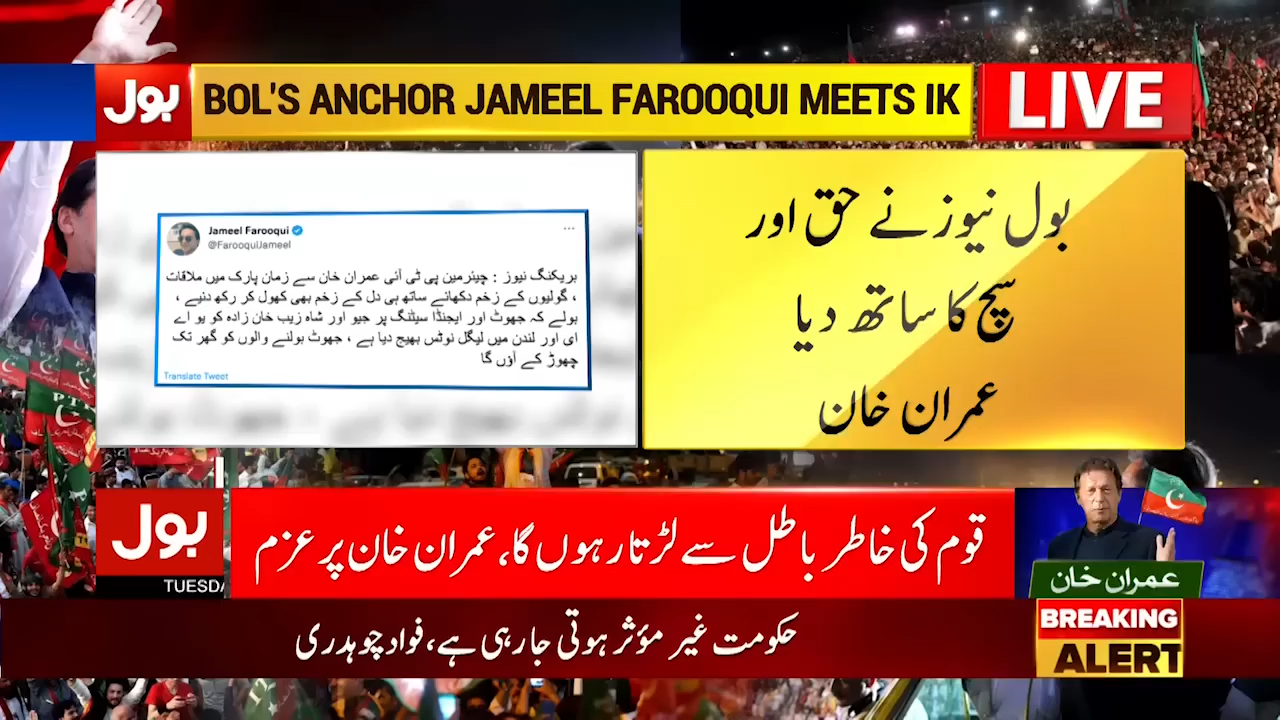 بول
BOL'S ANCHOR JAMEEL FAROOQUI MEETS IK
LIVE
Jameel Farooqui
@FarooquiJameel
بریکنگ نیوز : چیئرمین پی ٹی آئی عمران خان سے زمان پارک میں ملاقات
، گولیوں کے زخم دکھائے ساتھ ہی دل کے زخم بھی کھول کر رکھ دئیے ،
بولے کہ جھوٹ اور ایجنڈا سیٹنگ پر جیو اور شاہ زیب خان زادہ کو یو اے
ای اور لندن میں لیگل نوٹس بھیج دیا ہے ، جھوٹ بولنے والوں کو گھر تک
چھوڑ کے آؤں گا
Translate Tweet
بول نیوز نے حق اور
سچ کا ساتھ دیا
عمران خان
بول
TUESDA
قوم کی خاطر باطل سے لڑتا رہوں گا، عمران خان پر عزم
عمران خان
حکومت غیر مؤثر ہوتی جارہی ہے، فواد چوہدری
BREAKING
ALERT